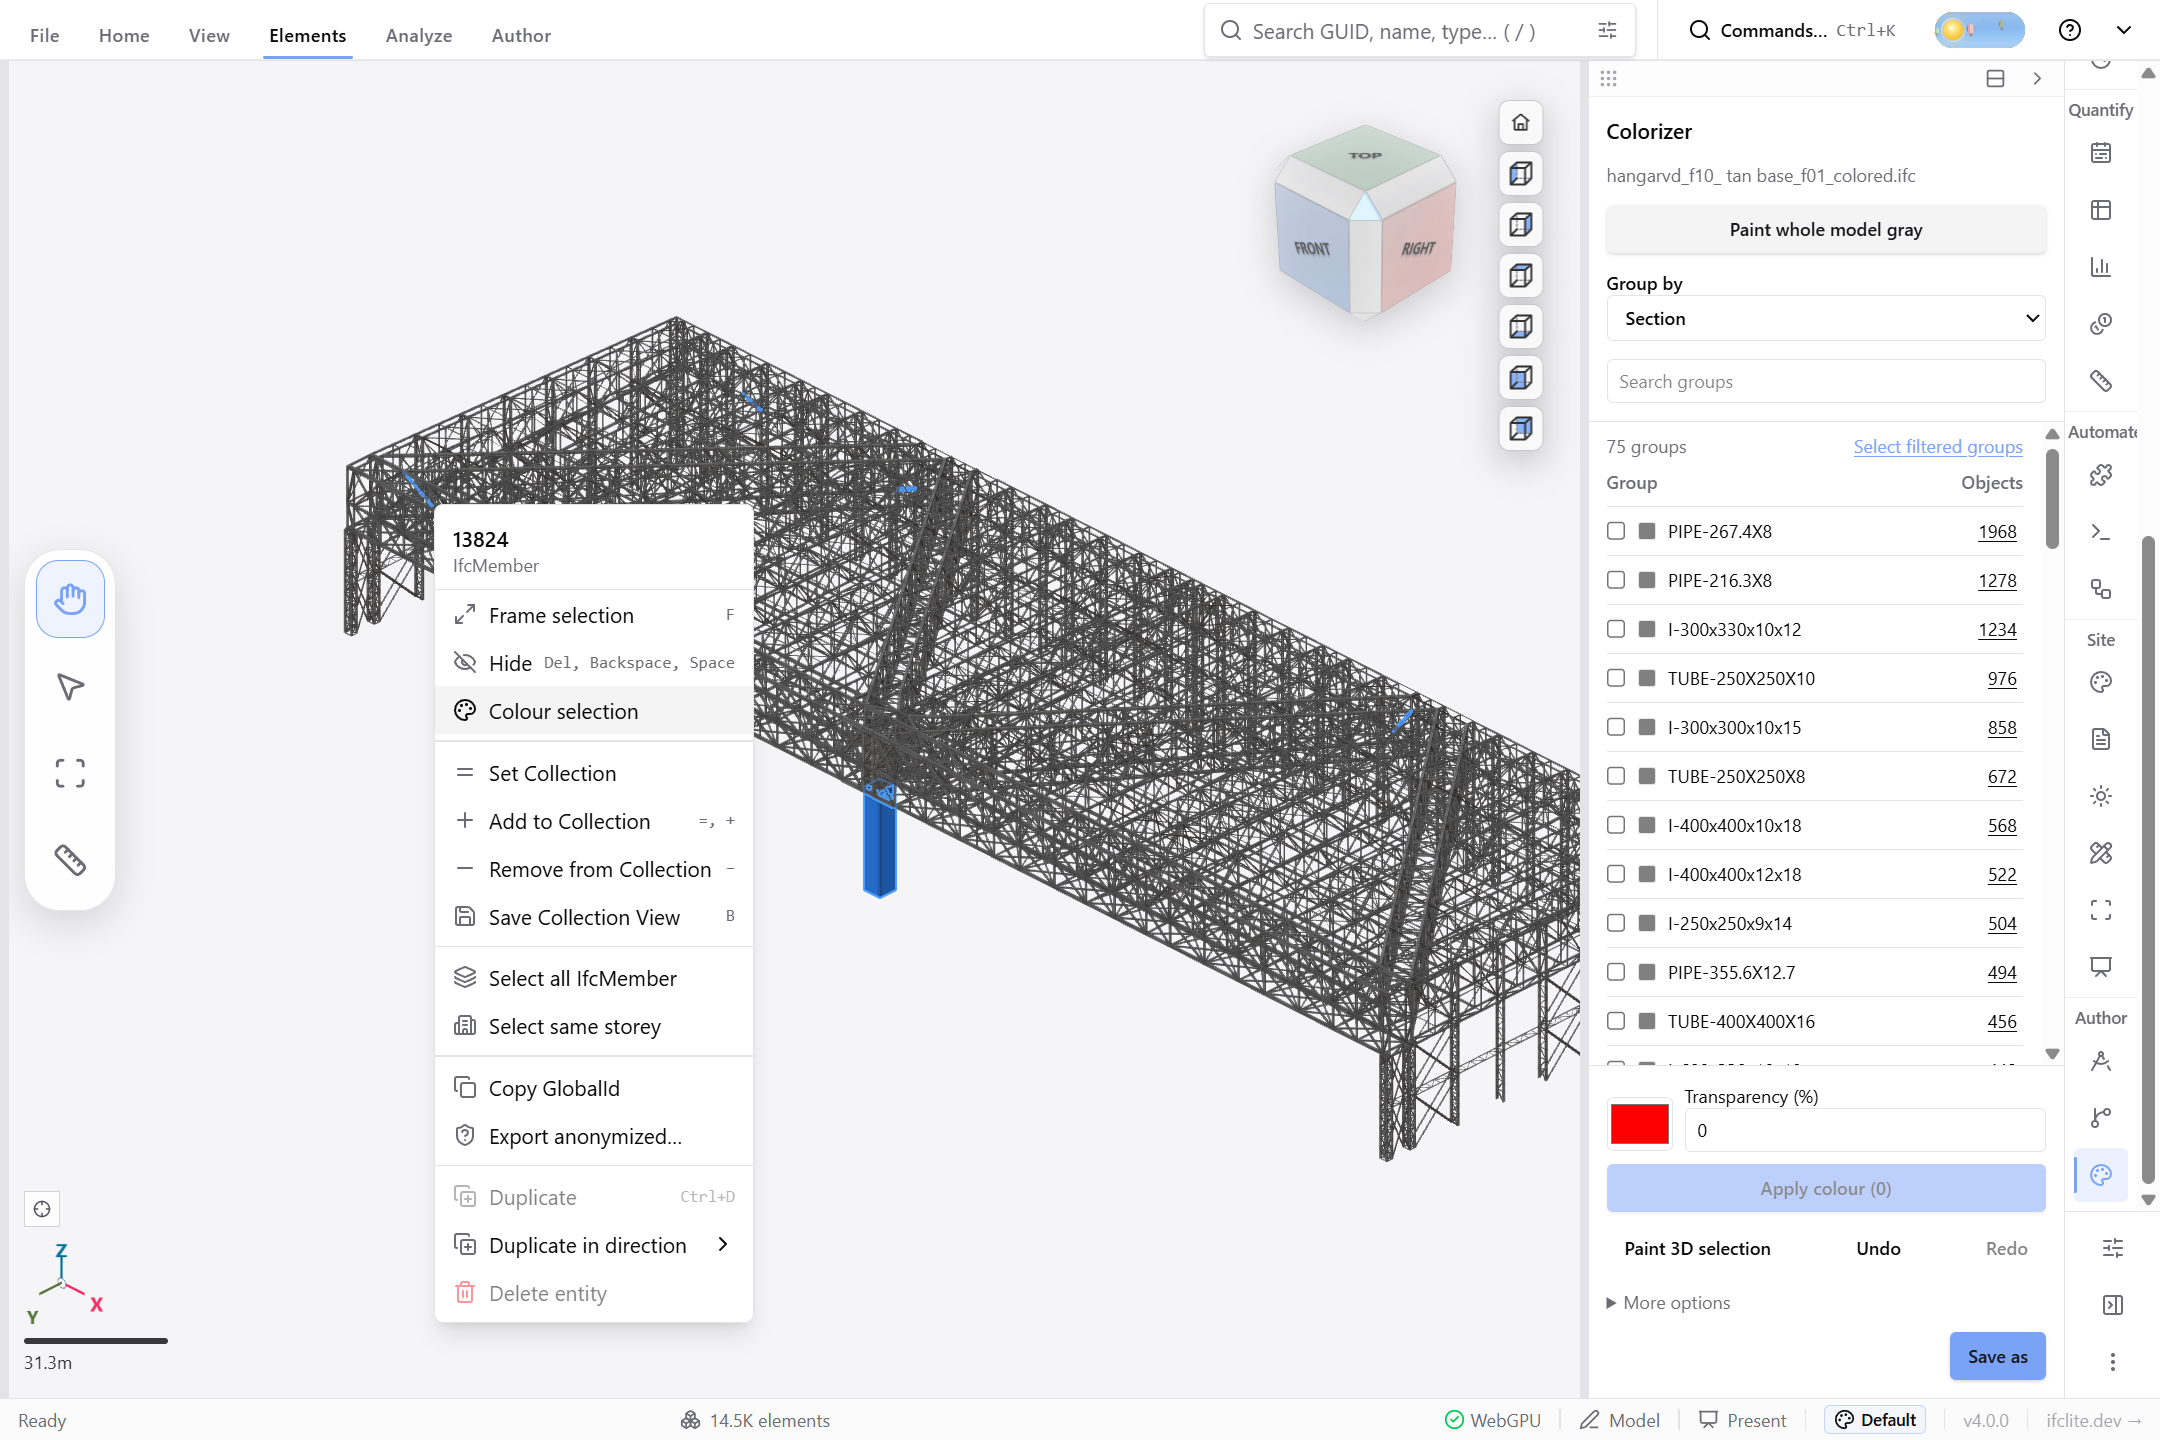 File Home View Elements Analyze Author
Search GUID, name, type... ( / )
Commands... Ctrl+K
TOP
FRONT
RIGHT
13824
IfcMember
Frame selection F
Hide Del, Backspace, Space
Colour selection
Set Collection
Add to Collection =, +
Remove from Collection −
Save Collection View B
Select all IfcMember
Select same storey
Copy GlobalId
Export anonymized...
Duplicate Ctrl+D
Duplicate in direction
Delete entity
Z
X
Y
31.3m
Colorizer
hangarvd_f10_ tan base_f01_colored.ifc
Paint whole model gray
Group by
Section
Search groups
75 groups Select filtered groups
Group Objects
PIPE-267.4X8 1968
PIPE-216.3X8 1278
I-300x330x10x12 1234
TUBE-250X250X10 976
I-300x300x10x15 858
TUBE-250X250X8 672
I-400x400x10x18 568
I-400x400x12x18 522
I-250x250x9x14 504
PIPE-355.6X12.7 494
TUBE-400X400X16 456
Transparency (%)
0
Apply colour (0)
Paint 3D selection Undo Redo
More options
Save as
Quantify
Automate
Site
Author
Ready
14.5K elements
WebGPU Model Present Default v4.0.0 ifclite.dev →